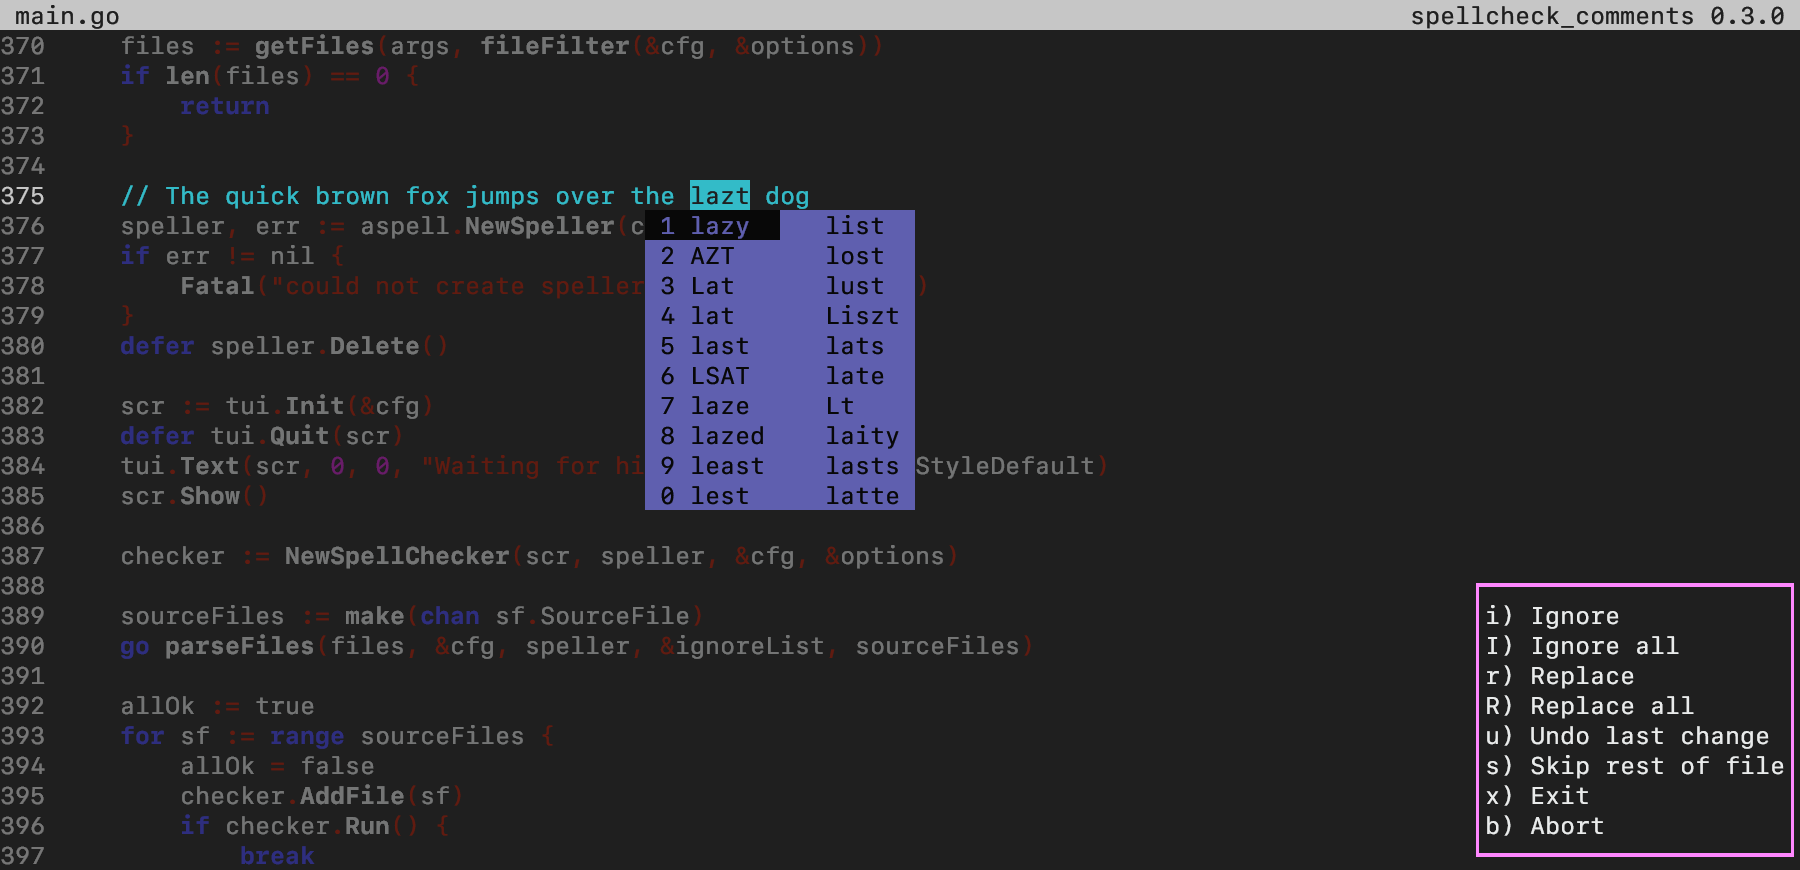 main.go spellcheck_comments 0.3.0
370 files := getFiles(args, fileFilter(&cfg, &options))
371 if len(files) == 0 {
372 return
373 }
374
375 // The quick brown fox jumps over the lazt dog
376 speller, err := aspell.NewSpeller(c 1 lazy list
377 if err != nil { 2 AZT lost
378 Fatal("could not create speller 3 Lat lust )
379 } 4 lat Liszt
380 defer speller.Delete() 5 last lats
381 6 LSAT late
382 scr := tui.Init(&cfg) 7 laze Lt
383 defer tui.Quit(scr) 8 lazed laity
384 tui.Text(scr, 0, 0, "Waiting for hi 9 least lasts StyleDefault)
385 scr.Show() 0 lest latte
386
387 checker := NewSpellChecker(scr, speller, &cfg, &options)
388
389 sourceFiles := make(chan sf.SourceFile)
390 go parseFiles(files, &cfg, speller, &ignoreList, sourceFiles)
391
392 allOk := true
393 for sf := range sourceFiles {
394 allOk = false
395 checker.AddFile(sf)
396 if checker.Run() {
397 break
i) Ignore
I) Ignore all
r) Replace
R) Replace all
u) Undo last change
s) Skip rest of file
x) Exit
b) Abort